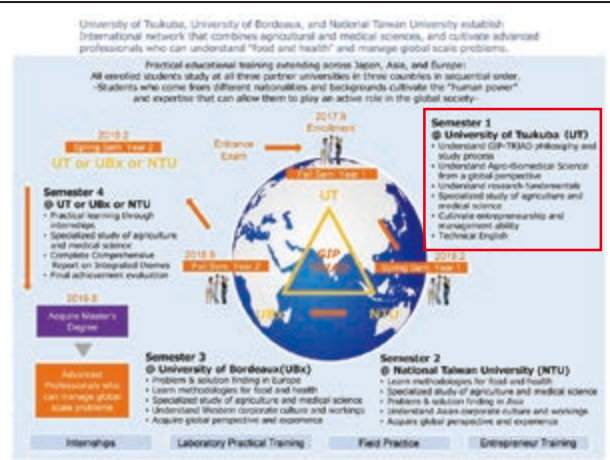 University of Tsukuba, University of Bordeaux, and National Taiwan University establish
International network that combines agricultural and medical sciences, and cultivate advanced
professionals who can understand "food and health" and manage global scale problems.
Practical educational training extending across Japan, Asia, and Europe:
All enrolled students study at all three partner universities in three countries in sequential order.
-Students who come from different nationalities and backgrounds cultivate the "human power"
and expertise that can allow them to play an active role in the global society-
2017.9
Enrollment
Entrance
Exam
Fall Sem. Year 1
UT
Semester 1
@ University of Tsukuba (UT)
• Understand GIP-TRIAD philosophy and
study process
• Understand Agro-Biomedical Science
from a global perspective
• Understand research fundamentals
• Specialized study of agriculture and
medical science
• Cultivate entrepreneurship and
management ability
• Technical English
2019.2
Spring Sem. Year 2
UT or UBx or NTU
Semester 4
@ UT or UBx or NTU
• Practical learning through
internships
• Specialized study of agriculture
and medical science
• Complete Comprehensive
Report on Integrated themes
• Final achievement evaluation
2018.9
Fall Sem. Year 2
GIP
TRIAD
2018.2
Spring Sem. Year 1
UBx
NTU
Acquire Master's
Degree
Advanced
Professionals who
can manage global
scale problems
Semester 3
@ University of Bordeaux(UBx)
• Problem & solution finding in Europe
• Learn methodologies for food and health
• Specialized study of agriculture and medical science
• Understand Western corporate culture and workings
• Acquire global perspective and experience
Semester 2
@ National Taiwan University (NTU)
• Learn methodologies for food and health
• Specialized study of agriculture and medical science
• Problem & solution finding in Asia
• Understand Asian corporate culture and workings
• Acquire global perspective and experience
Internships
Laboratory Practical Training
Field Practice
Entrepreneur Training